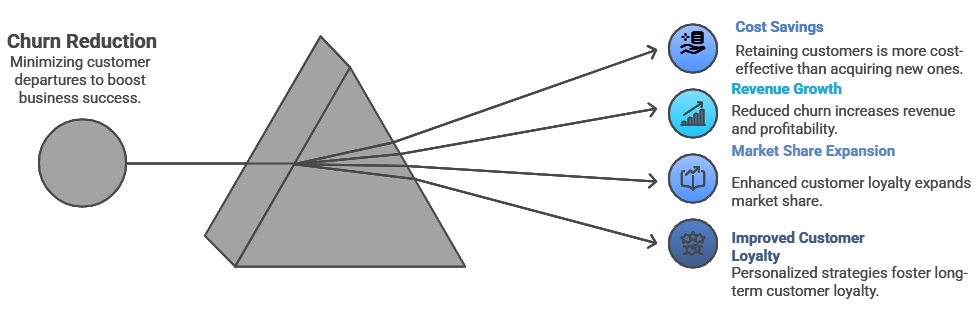 Churn Reduction
Minimizing customer
departures to boost
business success.
Cost Savings
Retaining customers is more cost-
effective than acquiring new ones.
Revenue Growth
Reduced churn increases revenue
and profitability.
Market Share Expansion
Enhanced customer loyalty expands
market share.
Improved Customer
Loyalty
Personalized strategies foster long-
term customer loyalty.